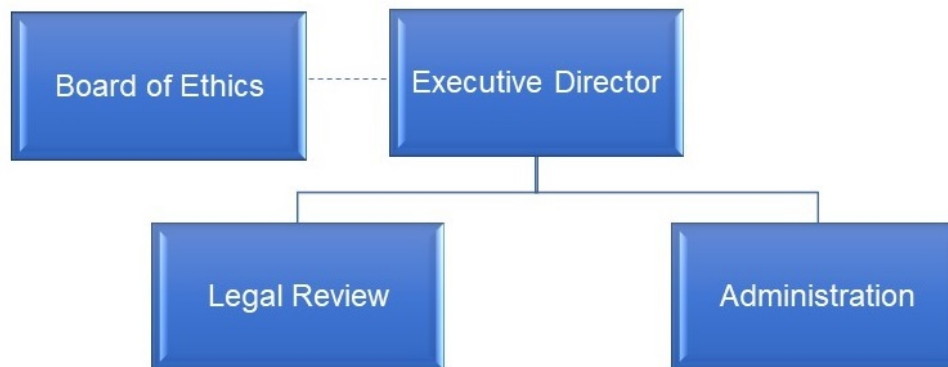 Board of Ethics
Executive Director
Legal Review
Administration